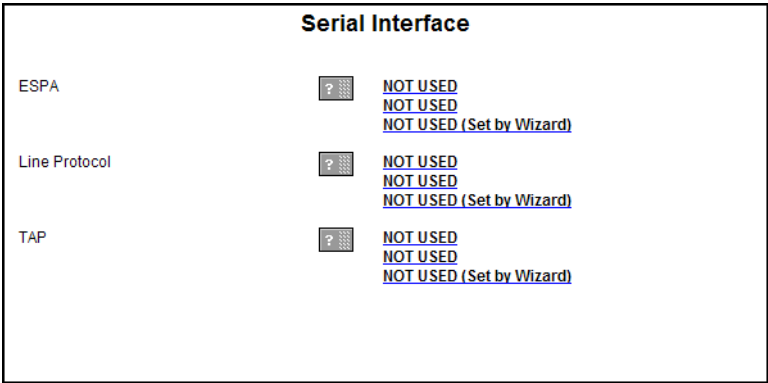 Serial Interface
ESPA ? NOT USED
NOT USED
NOT USED (Set by Wizard)
Line Protocol ? NOT USED
NOT USED
NOT USED (Set by Wizard)
TAP ? NOT USED
NOT USED
NOT USED (Set by Wizard)